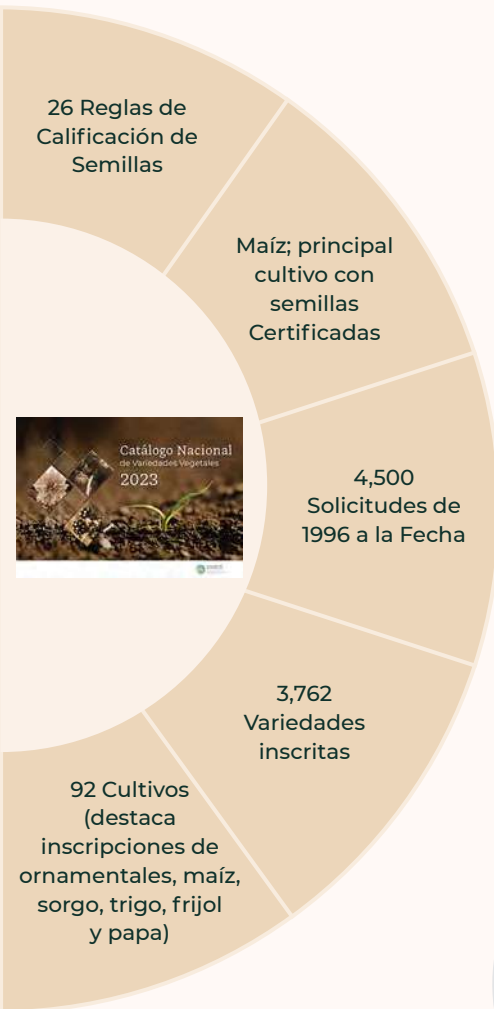 26 Reglas de
Calificación de
Semillas
Maíz; principal
cultivo con
semillas
Certificadas
Catálogo Nacional
de Variedades Vegetales
2023
4,500
Solicitudes de
1996 a la Fecha
3,762
Variedades
inscritas
92 Cultivos
(destaca
inscripciones de
ornamentales, maíz,
sorgo, trigo, frijol
y papa)